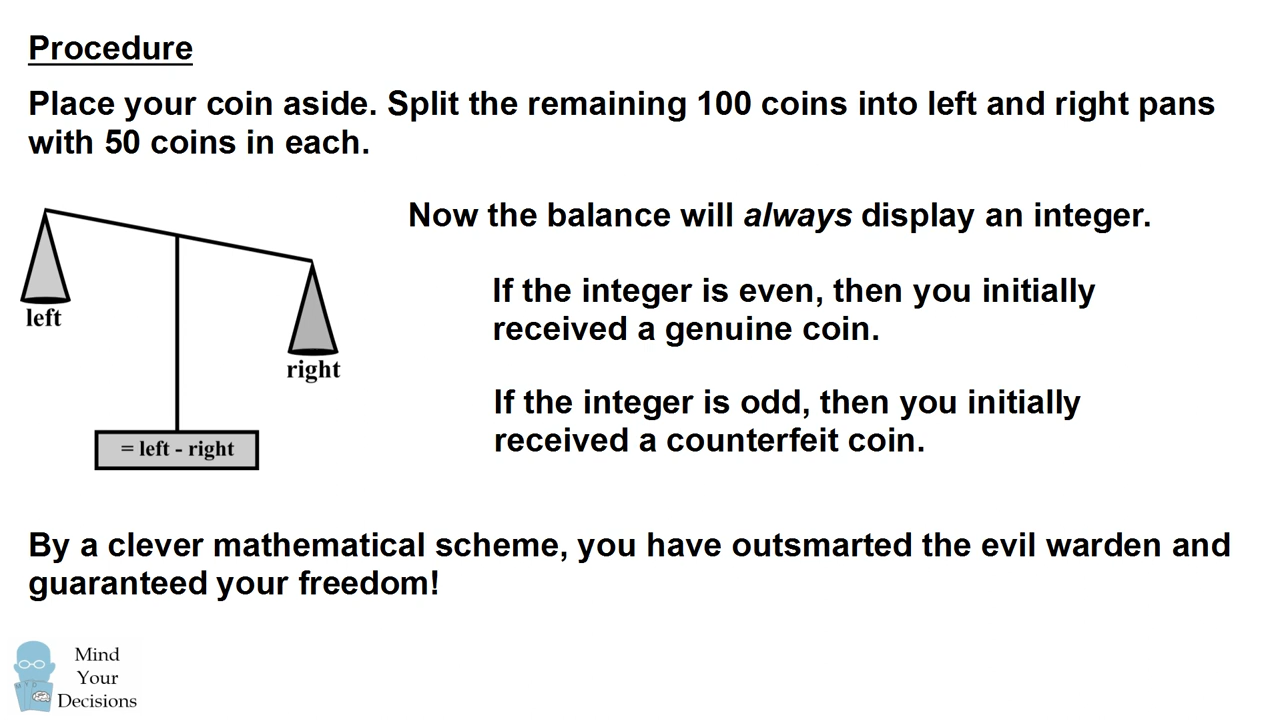 Procedure
Place your coin aside. Split the remaining 100 coins into left and right pans
with 50 coins in each.
Now the balance will always display an integer.
If the integer is even, then you initially
received a genuine coin.
left
right
If the integer is odd, then you initially
received a counterfeit coin.
= left - right
By a clever mathematical scheme, you have outsmarted the evil warden and
guaranteed your freedom!
Mind
Your
Decisions